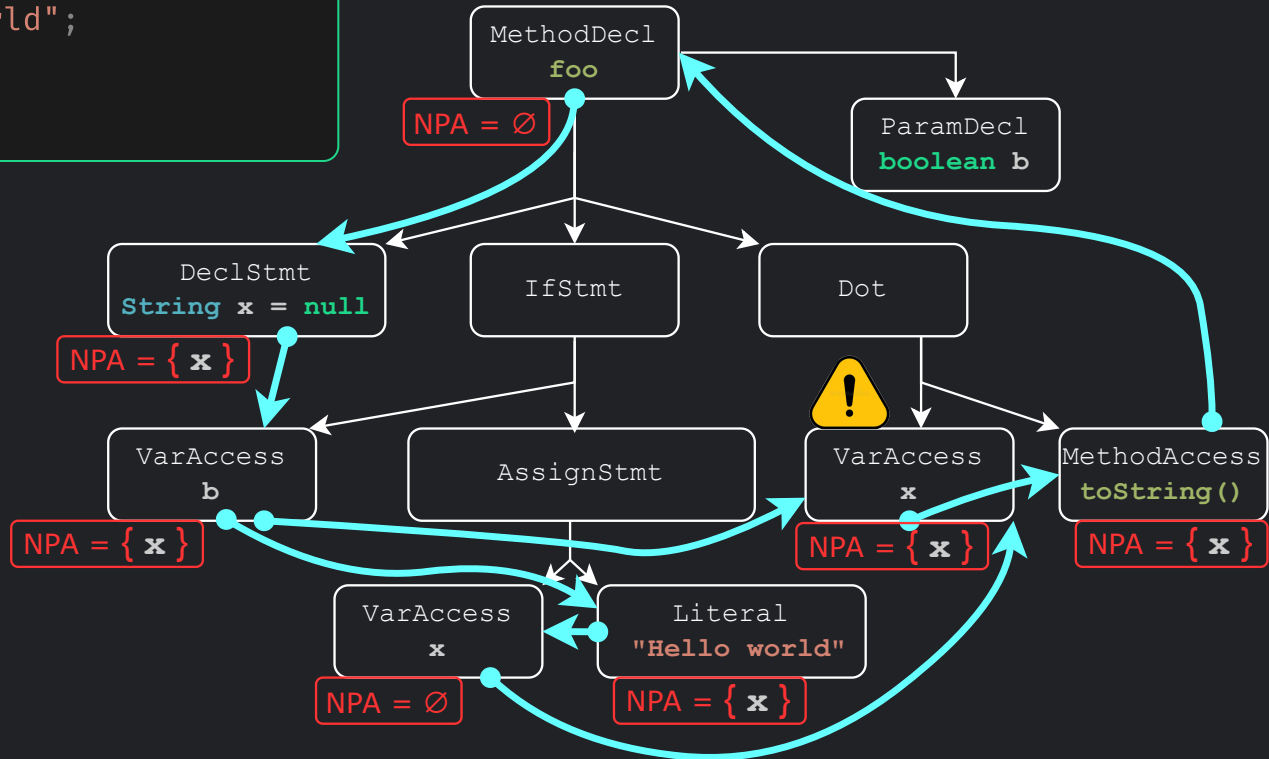 rld";
MethodDecl
foo
NPA = ∅
ParamDecl
boolean b
DeclStmt
String x = null
NPA = { x }
IfStmt
Dot
VarAccess
b
NPA = { x }
AssignStmt
VarAccess
x
NPA = { x }
MethodAccess
toString()
NPA = { x }
VarAccess
x
NPA = ∅
Literal
"Hello world"
NPA = { x }